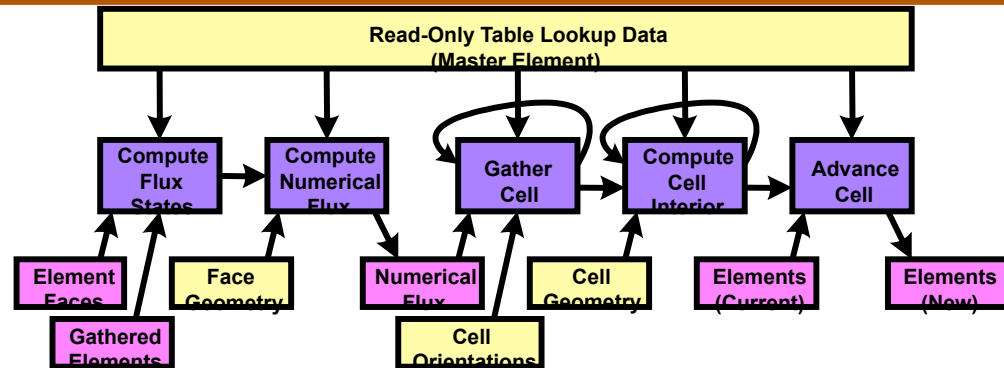 Read-Only Table Lookup Data
(Master Element)
Compute
Flux
States
Compute
Numerical
Flux
Gather
Cell
Compute
Cell
Interior
Advance
Cell
Element
Faces
Face
Geometry
Numerical
Flux
Cell
Geometry
Elements
(Current)
Elements
(New)
Gathered
Elements
Cell
Orientations